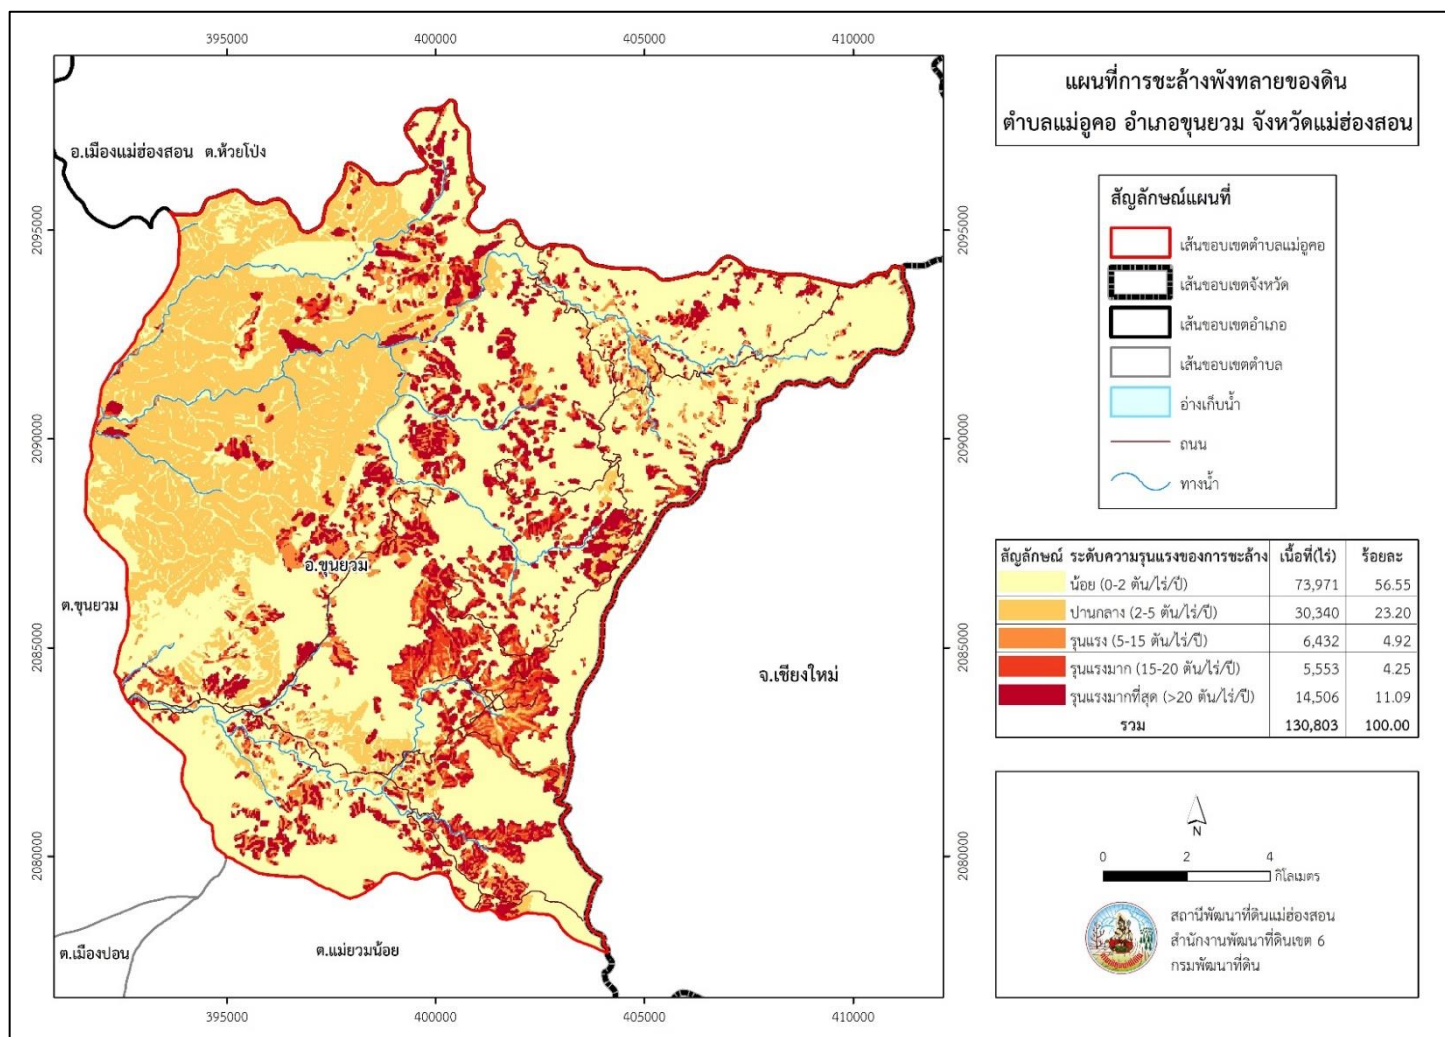 395000
400000
405000
410000
แผนที่การชะล้างพังทลายของดิน
ตำบลแม่อูคอ อำเภอขุนยวม จังหวัดแม่ฮ่องสอน
อ.เมืองแม่ฮ่องสอน ต.ห้วยโป่ง
2095000
2095000
2090000
2090000
อ.ขุนยวม
ต.ขุนยวม
2085000
2085000
จ.เชียงใหม่
2080000
2080000
ต.เมืองปอน
ต.แม่ยวมน้อย
395000
400000
405000
410000
สัญลักษณ์แผนที่
เส้นขอบเขตตำบลแม่อูคอ
เส้นขอบเขตจังหวัด
เส้นขอบเขตอำเภอ
เส้นขอบเขตตำบล
อ่างเก็บน้ำ
ถนน
ทางน้ำ
สัญลักษณ์ ระดับความรุนแรงของการชะล้าง เนื้อที่(ไร่) ร้อยละ
น้อย (0-2 ตัน/ไร่/ปี) 73,971 56.55
ปานกลาง (2-5 ตัน/ไร่/ปี) 30,340 23.20
รุนแรง (5-15 ตัน/ไร่/ปี) 6,432 4.92
รุนแรงมาก (15-20 ตัน/ไร่/ปี) 5,553 4.25
รุนแรงมากที่สุด (>20 ตัน/ไร่/ปี) 14,506 11.09
รวม 130,803 100.00
N
0 2 4
กิโลเมตร
สถานีพัฒนาที่ดินแม่ฮ่องสอน
สำนักงานพัฒนาที่ดินเขต 6
กรมพัฒนาที่ดิน